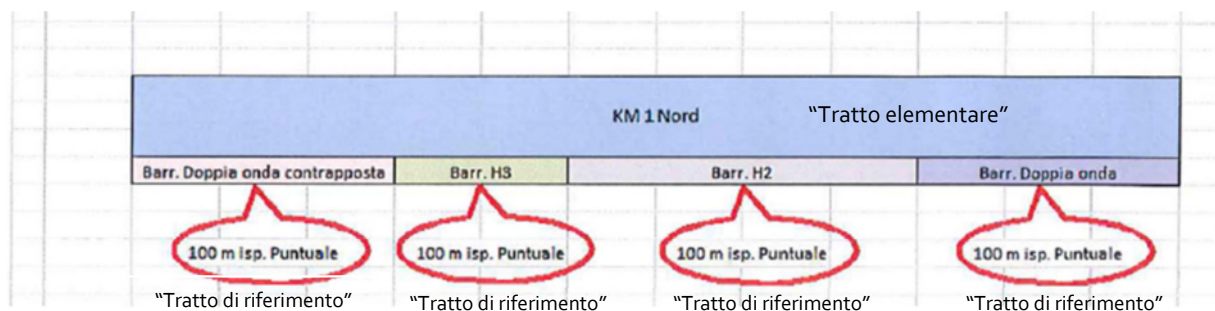 KM 1 Nord "Tratto elementare"
Barr. Doppia onda contrapposta Barr. H3 Barr. H2 Barr. Doppia onda
100 m isp. Puntuale 100 m isp. Puntuale 100 m isp. Puntuale 100 m isp. Puntuale
"Tratto di riferimento" "Tratto di riferimento" "Tratto di riferimento" "Tratto di riferimento"